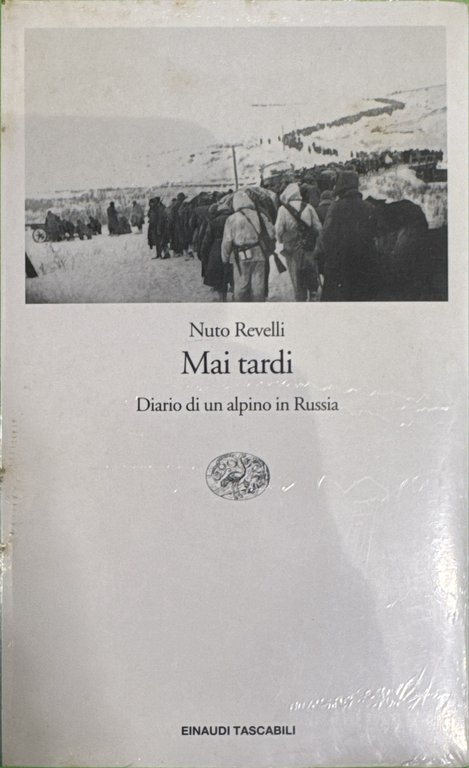 Nuto Revelli
Mai tardi
Diario di un alpino in Russia
EINAUDI TASCABILI